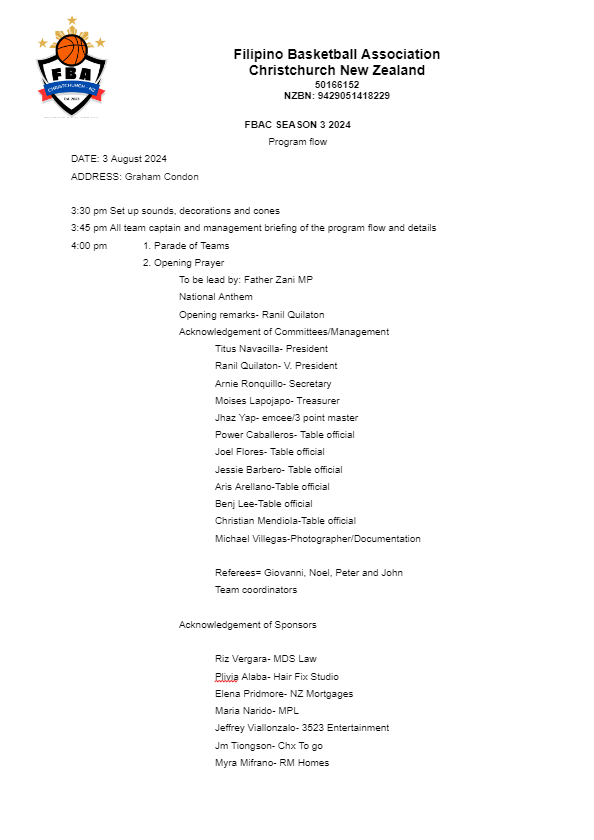 FBA
CHRISTCHURCH - NZ
Filipino Basketball Association
Christchurch New Zealand
50166152
NZBN: 9429051418229
FBAC SEASON 3 2024
Program flow
DATE: 3 August 2024
ADDRESS: Graham Condon
3:30 pm Set up sounds, decorations and cones
3:45 pm All team captain and management briefing of the program flow and details
4:00 pm 1. Parade of Teams
2. Opening Prayer
To be lead by: Father Zani MP
National Anthem
Opening remarks- Ranil Quilaton
Acknowledgement of Committees/Management
Titus Navacilla- President
Ranil Quilaton- V. President
Arnie Ronquillo- Secretary
Moises Lapojapo- Treasurer
Jhaz Yap- emcee/3 point master
Power Caballeros- Table official
Joel Flores- Table official
Jessie Barbero- Table official
Aris Arellano-Table official
Benj Lee-Table official
Christian Mendiola-Table official
Michael Villegas-Photographer/Documentation
Referees= Giovanni, Noel, Peter and John
Team coordinators
Acknowledgement of Sponsors
Riz Vergara- MDS Law
Plivia Alaba- Hair Fix Studio
Elena Pridmore- NZ Mortgages
Maria Narido- MPL
Jeffrey Viallonzalo- 3523 Entertainment
Jm Tiongson- Chx To go
Myra Mifrano- RM Homes